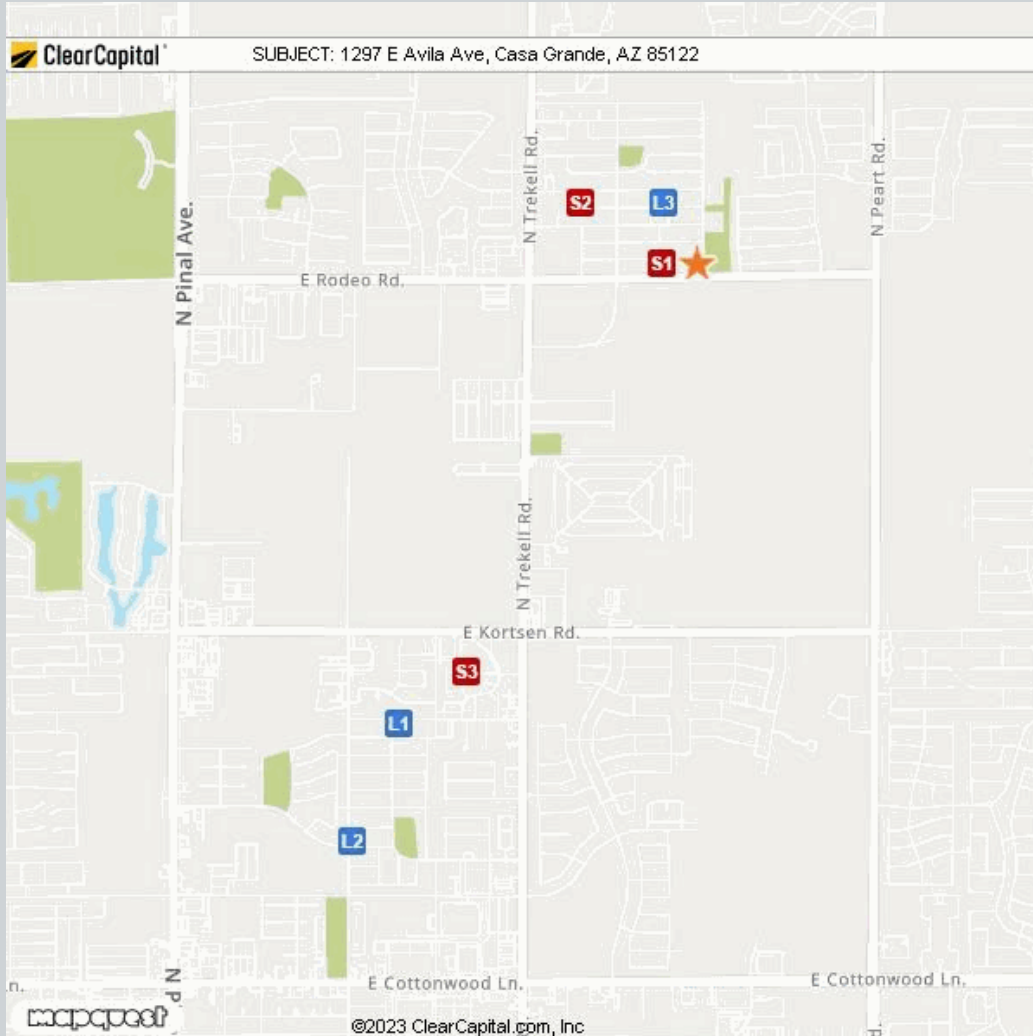 ClearCapital
SUBJECT: 1297 E Avila Ave, Casa Grande, AZ 85122
N Trekell Rd.
N Peart Rd.
S2
L3
N Pinal Ave.
S1
E Rodeo Rd.
N Trekell Rd.
E Kortsen Rd.
S3
L1
L2
N P
E Cottonwood Ln.
E Cottonwood Ln.
n.
mapquest
©2023 ClearCapital.com, Inc